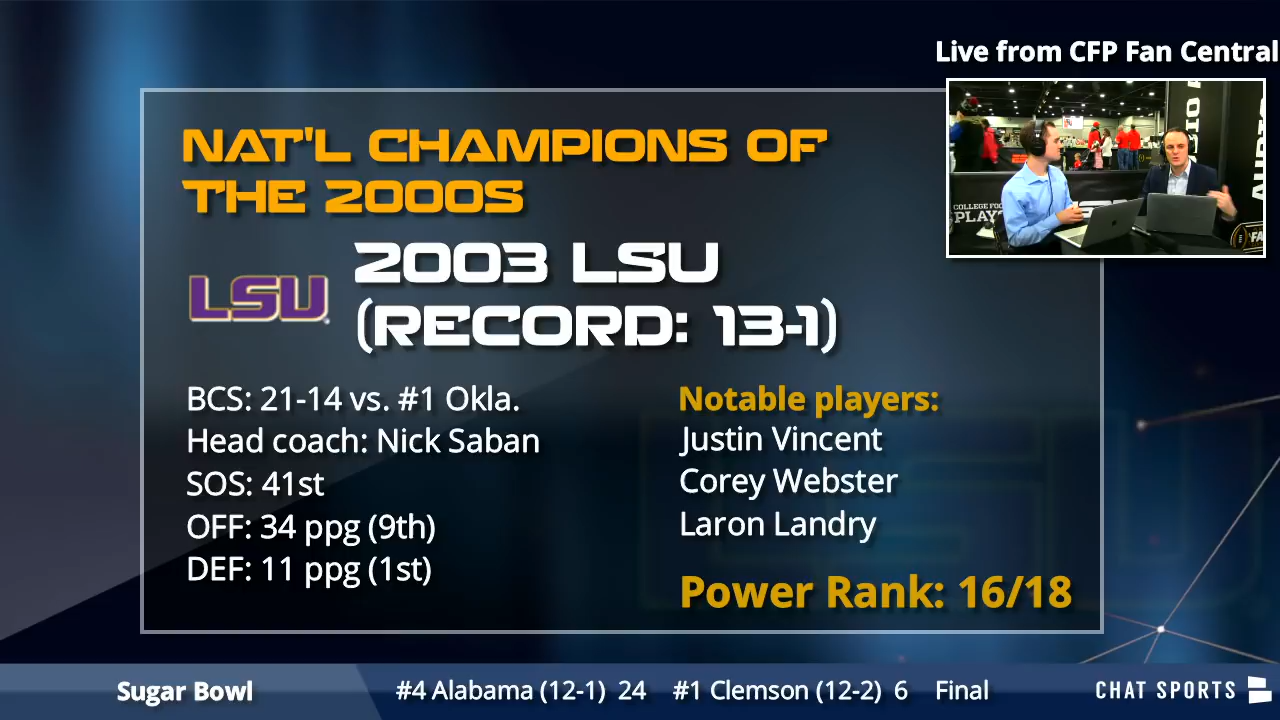 Live from CFP Fan Central
NAT'L CHAMPIONS OF
THE 2000S
LSU
2003 LSU
(RECORD: 13-1)
BCS: 21-14 vs. #1 Okla.
Head coach: Nick Saban
SOS: 41st
OFF: 34 ppg (9th)
DEF: 11 ppg (1st)
Notable players:
Justin Vincent
Corey Webster
Laron Landry
Power Rank: 16/18
Sugar Bowl #4 Alabama (12-1) 24 #1 Clemson (12-2) 6 Final CHAT SPORTS